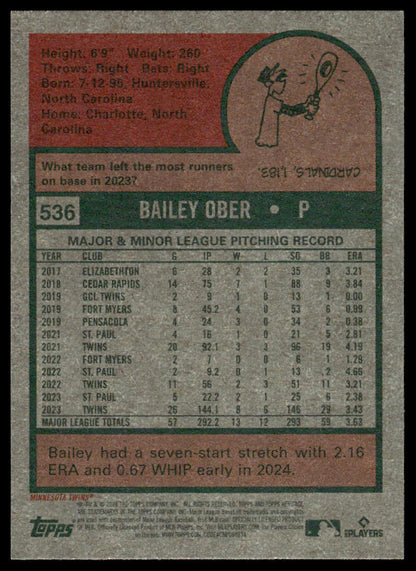 Height: 6'9" Weight: 260
Throws: Right Bats: Right
Born: 7-12-95, Huntersville,
North Carolina
Home: Charlotte, North
Carolina
CARDINALS, 1,183.
What team left the most runners
on base in 2023?
536 BAILEY OBER • P
MAJOR & MINOR LEAGUE PITCHING RECORD
YEAR CLUB G IP W L SO BB ERA
2017 ELIZABETHTON 6 28 2 2 35 3 3.21
2018 CEDAR RAPIDS 14 75 7 1 88 9 3.84
2019 GCL TWINS 2 9 1 0 13 1 0.00
2019 FORT MYERS 8 45.2 4 0 53 6 0.99
2019 PENSACOLA 4 24 3 0 34 2 0.38
2021 ST. PAUL 4 16 1 0 21 5 2.81
2021 TWINS 20 92.1 3 3 96 19 4.19
2022 FORT MYERS 2 7 0 0 6 1 1.29
2022 ST. PAUL 2 9.2 0 1 12 3 4.66
2022 TWINS 11 56 2 3 51 11 3.21
2023 ST. PAUL 5 23 2 1 25 6 2.38
2023 TWINS 26 144.1 8 6 146 29 3.43
MAJOR LEAGUE TOTALS 57 292.2 13 12 293 59 3.63
Bailey had a seven-start stretch with 2.16
ERA and 0.67 WHIP early in 2024.
MINNESOTA TWINS®
topps
PLAYERS